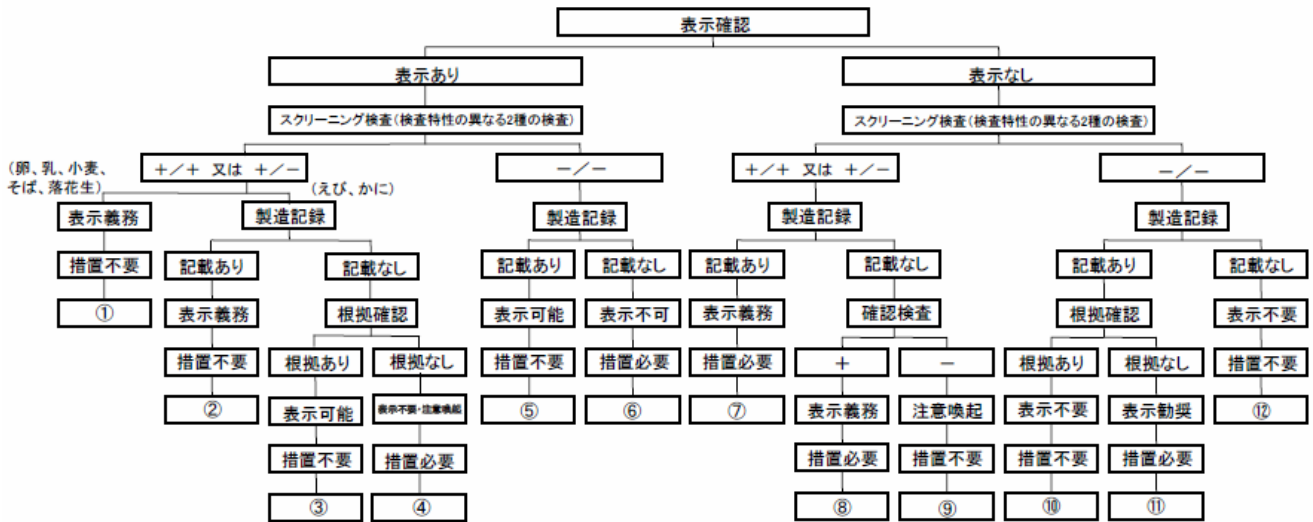 表示確認
表示あり 表示なし
スクリーニング検査(検査特性の異なる2種の検査) スクリーニング検査(検査特性の異なる2種の検査)
(卵、乳、小麦、 +/+ 又は +/- -/- +/+ 又は +/- -/-
そば、落花生) (えび、かに)
表示義務 製造記録 製造記録 製造記録 製造記録
措置不要 記載あり 記載なし 記載あり 記載なし 記載あり 記載なし 記載あり 記載なし
① 表示義務 根拠確認 表示可能 表示不可 表示義務 確認検査 根拠確認 表示不要
措置不要 根拠あり 根拠なし 措置不要 措置必要 措置必要 + - 根拠あり 根拠なし 措置不要
② 表示可能 表示不要・注意喚起 ⑤ ⑥ ⑦ 表示義務 注意喚起 表示不要 表示勧奨 ⑫
措置不要 措置必要 措置必要 措置不要 措置不要 措置必要
③ ④ ⑧ ⑨ ⑩ ⑪